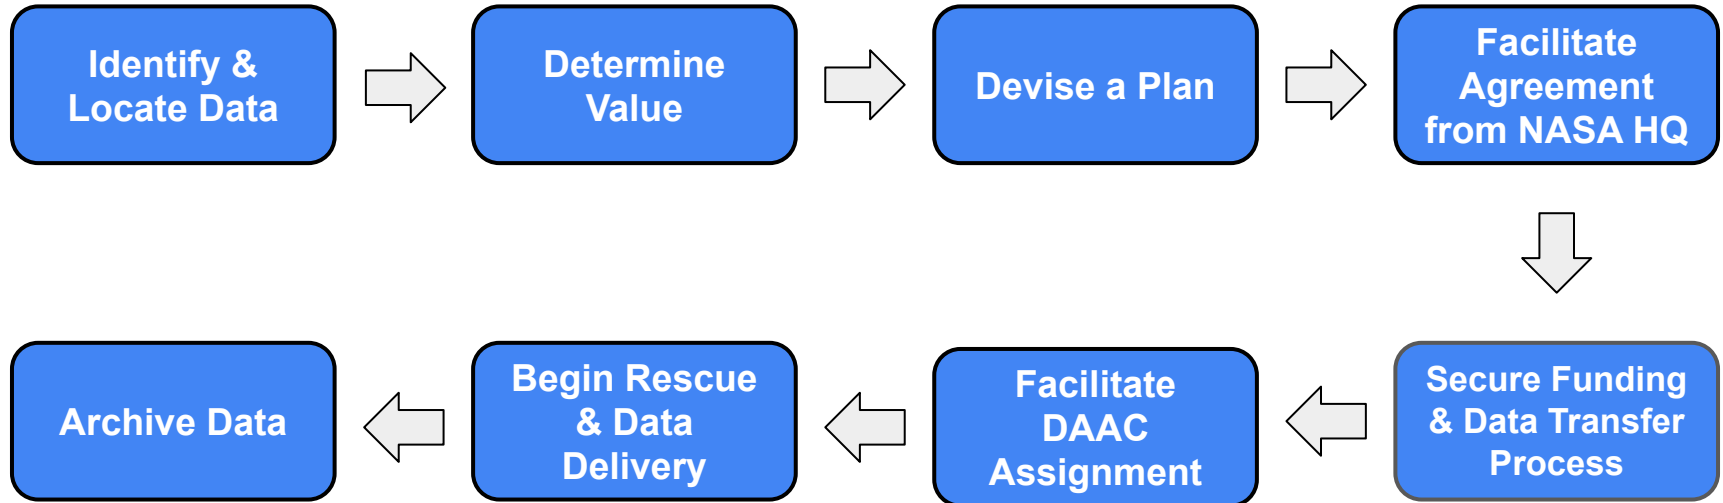 Identify &
Locate Data
Determine
Value
Devise a Plan
Facilitate
Agreement
from NASA HQ
Secure Funding
& Data Transfer
Process
Facilitate
DAAC
Assignment
Begin Rescue
& Data
Delivery
Archive Data